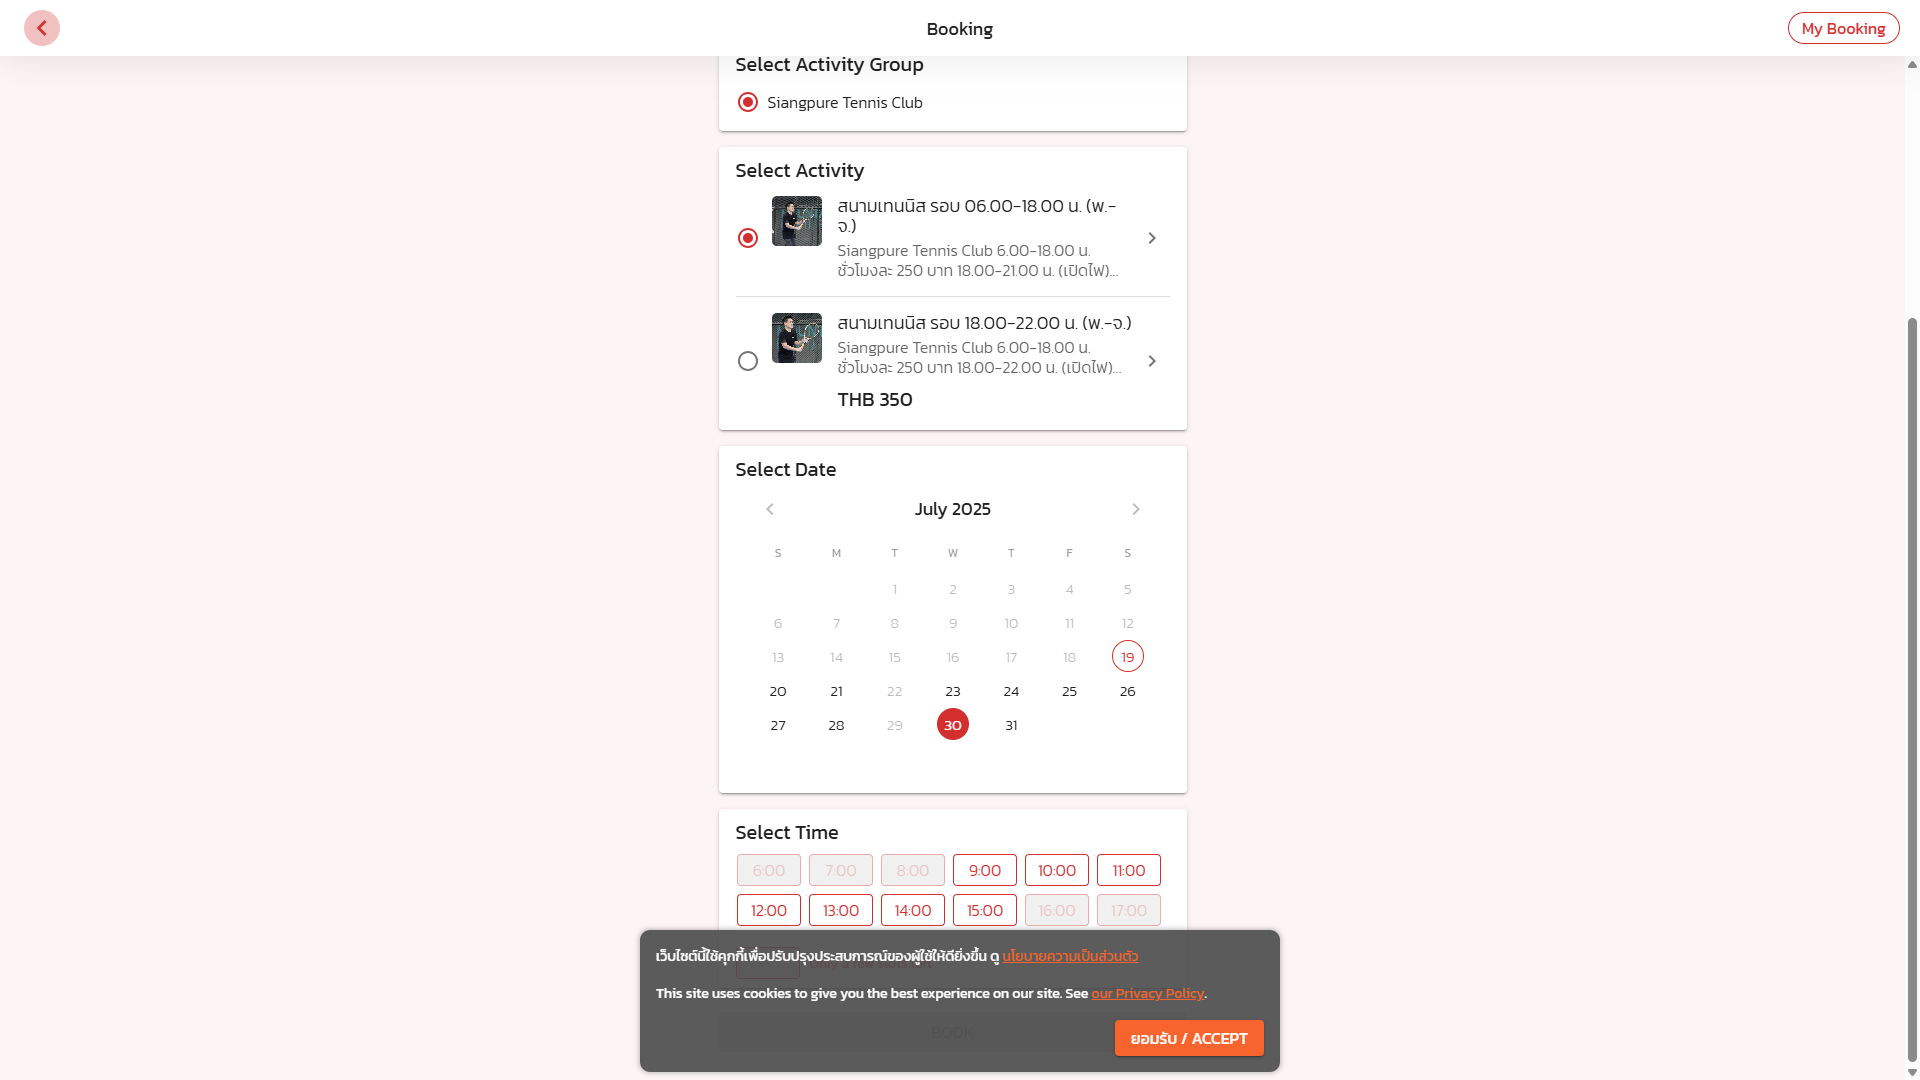 Booking
My Booking
Select Activity Group
Siangpure Tennis Club
Select Activity
สนามเทนนิส รอบ 06.00-18.00 น. (พ.-
จ.)
Siangpure Tennis Club 6.00-18.00 น.
ชั่วโมงละ 250 บาท 18.00-21.00 น. (เปิดไฟ)...
สนามเทนนิส รอบ 18.00-22.00 น. (พ.-จ.)
Siangpure Tennis Club 6.00-18.00 น.
ชั่วโมงละ 250 บาท 18.00-22.00 น. (เปิดไฟ)...
THB 350
Select Date
July 2025
S M T W T F S
1 2 3 4 5
6 7 8 9 10 11 12
13 14 15 16 17 18 19
20 21 22 23 24 25 26
27 28 29 30 31
Select Time
6:00 7:00 8:00 9:00 10:00 11:00
12:00 13:00 14:00 15:00 16:00 17:00
เว็บไซต์นี้ใช้คุกกี้เพื่อปรับปรุงประสบการณ์ของผู้ใช้ให้ดียิ่งขึ้น ดู นโยบายความเป็นส่วนตัว
This site uses cookies to give you the best experience on our site. See our Privacy Policy.
BOOK
ยอมรับ / ACCEPT